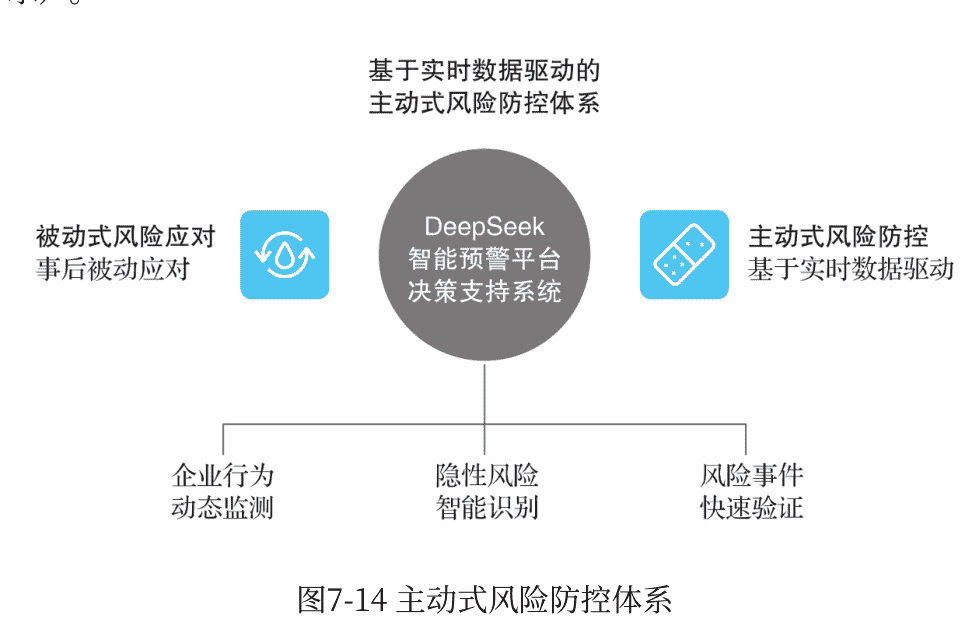 基于实时数据驱动的
主动式风险防控体系
DeepSeek
智能预警平台
决策支持系统
被动式风险应对
事后被动应对
主动式风险防控
基于实时数据驱动
企业行为
动态监测
隐性风险
智能识别
风险事件
快速验证
图7-14 主动式风险防控体系